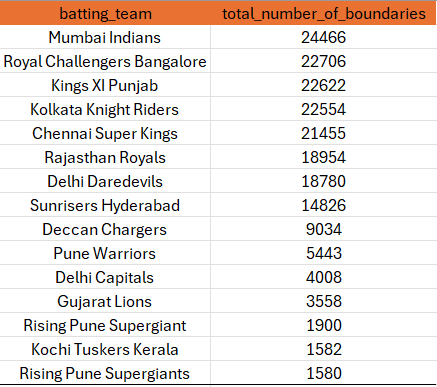 batting_team total_number_of_boundaries
Mumbai Indians 24466
Royal Challengers Bangalore 22706
Kings XI Punjab 22622
Kolkata Knight Riders 22554
Chennai Super Kings 21455
Rajasthan Royals 18954
Delhi Daredevils 18780
Sunrisers Hyderabad 14826
Deccan Chargers 9034
Pune Warriors 5443
Delhi Capitals 4008
Gujarat Lions 3558
Rising Pune Supergiant 1900
Kochi Tuskers Kerala 1582
Rising Pune Supergiants 1580